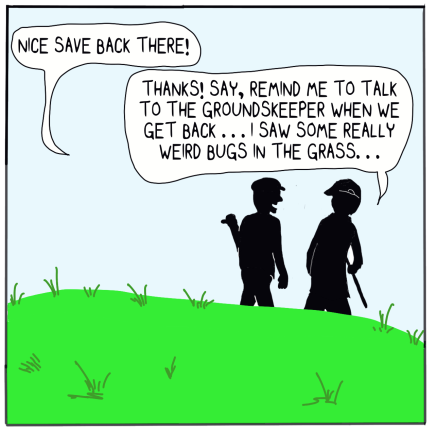 NICE SAVE BACK THERE!
THANKS! SAY, REMIND ME TO TALK
TO THE GROUNDSKEEPER WHEN WE
GET BACK...I SAW SOME REALLY
WEIRD BUGS IN THE GRASS...